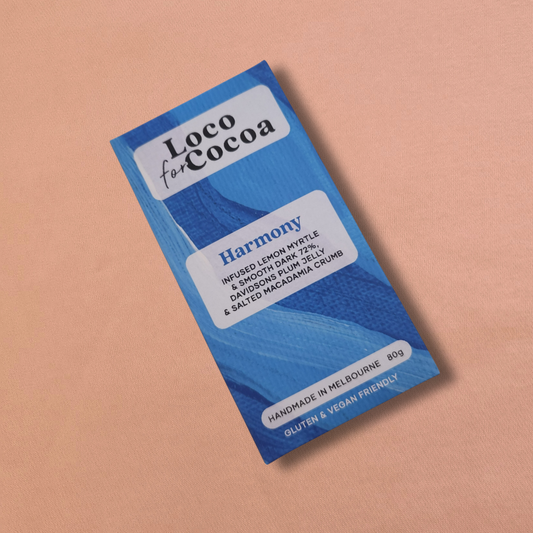 Loco
for Cocoa
Harmony
INFUSED LEMON MYRTLE
& SMOOTH DARK 72%,
DAVIDSONS PLUM JELLY
& SALTED MACADAMIA CRUMB
HANDMADE IN MELBOURNE 80g
GLUTEN & VEGAN FRIENDLY